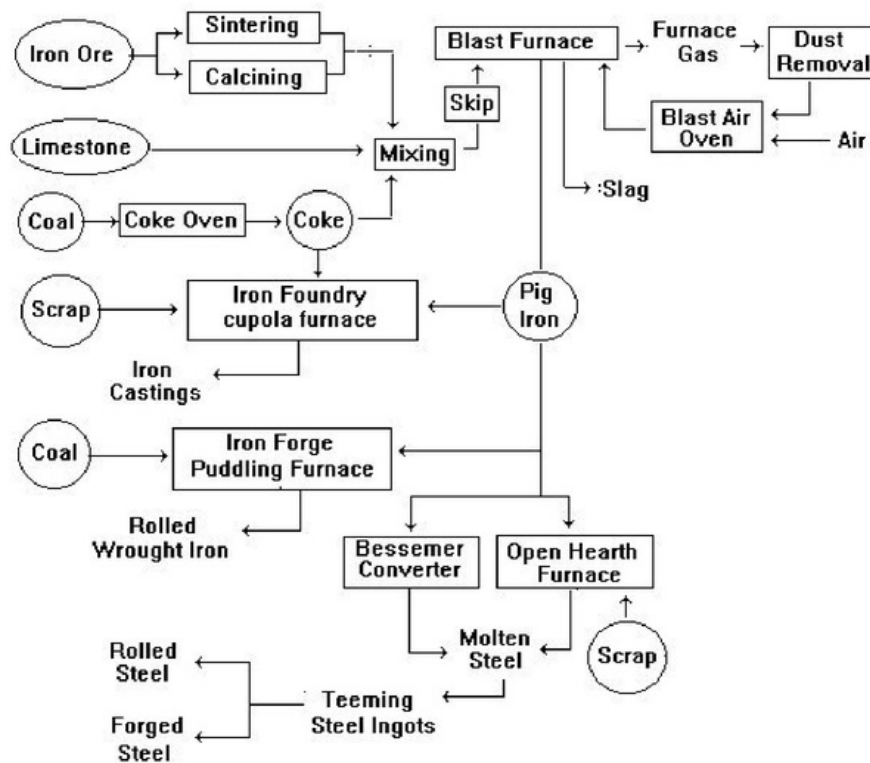 Iron Ore
Sintering
Calcining
Blast Furnace
Furnace
Gas
Dust
Removal
Skip
Blast Air
Oven
Air
Limestone
Mixing
:Slag
Coal
Coke Oven
Coke
Scrap
Iron Foundry
cupola furnace
Pig
Iron
Iron
Castings
Coal
Iron Forge
Puddling Furnace
Rolled
Wrought Iron
Bessemer
Converter
Open Hearth
Furnace
Molten
Steel
Scrap
Rolled
Steel
Teeming
Steel Ingots
Forged
Steel